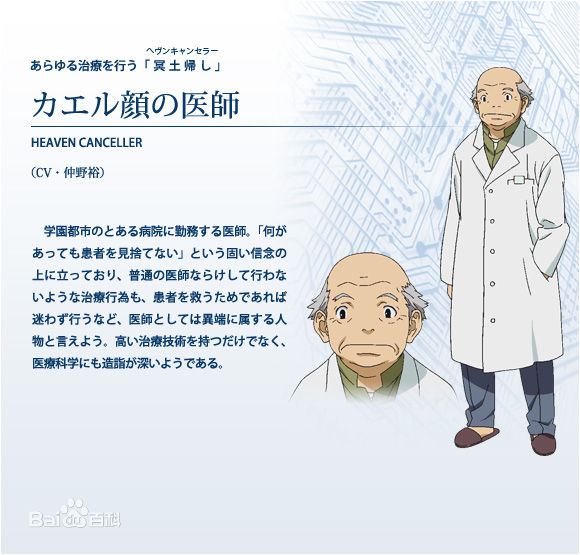 ヘヴンキャンセラー
あらゆる治療を行う「冥土帰し」
カエル顔の医師
HEAVEN CANCELLER
（CV・仲野裕）
学園都市のとある病院に勤務する医師。「何が
あっても患者を見捨てない」という固い信念の
上に立っており、普通の医師ならけして行わな
いような治療行為も、患者を救うためであれば
迷わず行うなど、医師としては異端に属する人
物と言えよう。高い治療技術を持つだけでなく、
医療科学にも造詣が深いようである。
Bai du 百科